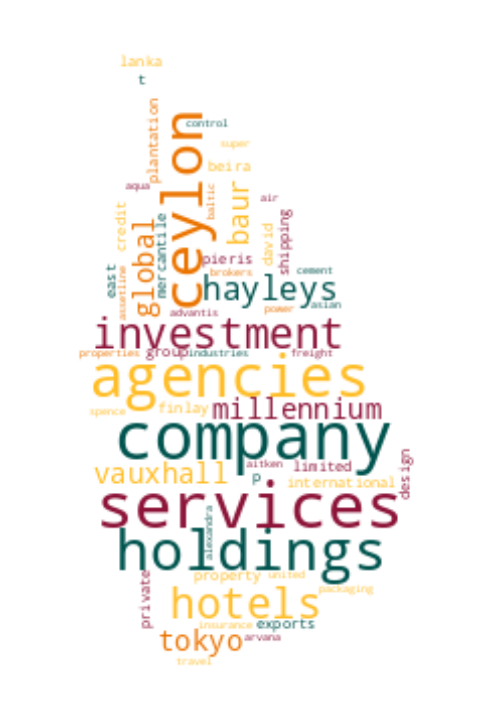 lanka
t
plantation
control
ceylon
super
beira
aqua
baltic
baur
air
credit
global
mercantile
david
shipping
pieris
east
assetline
brokers
cement
hayleys
power
asian
advantis
investment
properties
group
industries
freight
agencies
spence
finlay
millennium
company
aitken
limited
design
vauxhall
p
international
services
alexandra
holdings
private
property
united
packaging
hotels
insurance
exports
tokyo
arvana
travel